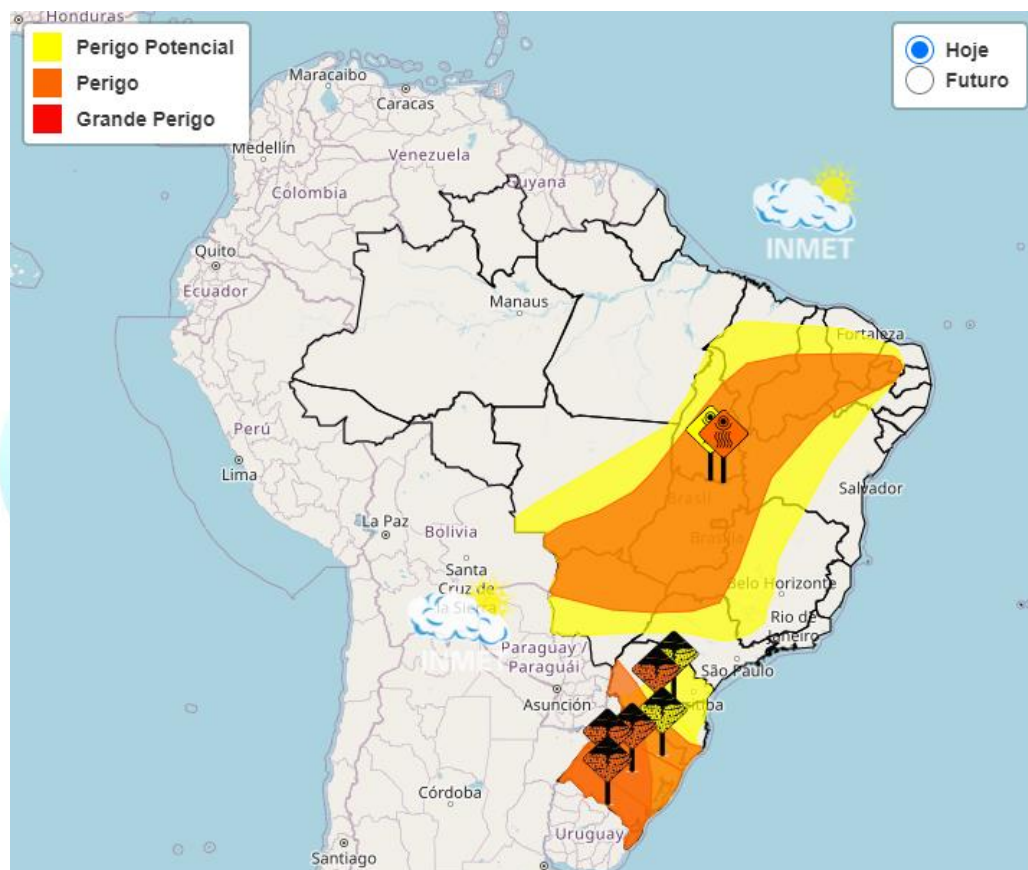 Honduras
Perigo Potencial
Perigo
Grande Perigo
Hoje
Futuro
Maracaibo
Caracas
Medellín
Venezuela
Guyana
Colombia
INMET
Quito
Ecuador
Manaus
Fortaleza
Perú
Lima
Salvador
Brasil
Brasília
La Paz
Bolivia
Santa
Cruz de
la Sierra
Belo Horizonte
Rio de
Janeiro
INMET
Paraguay /
Paraguái
São Paulo
Asunción
Curitiba
Córdoba
Uruguay
Santiago